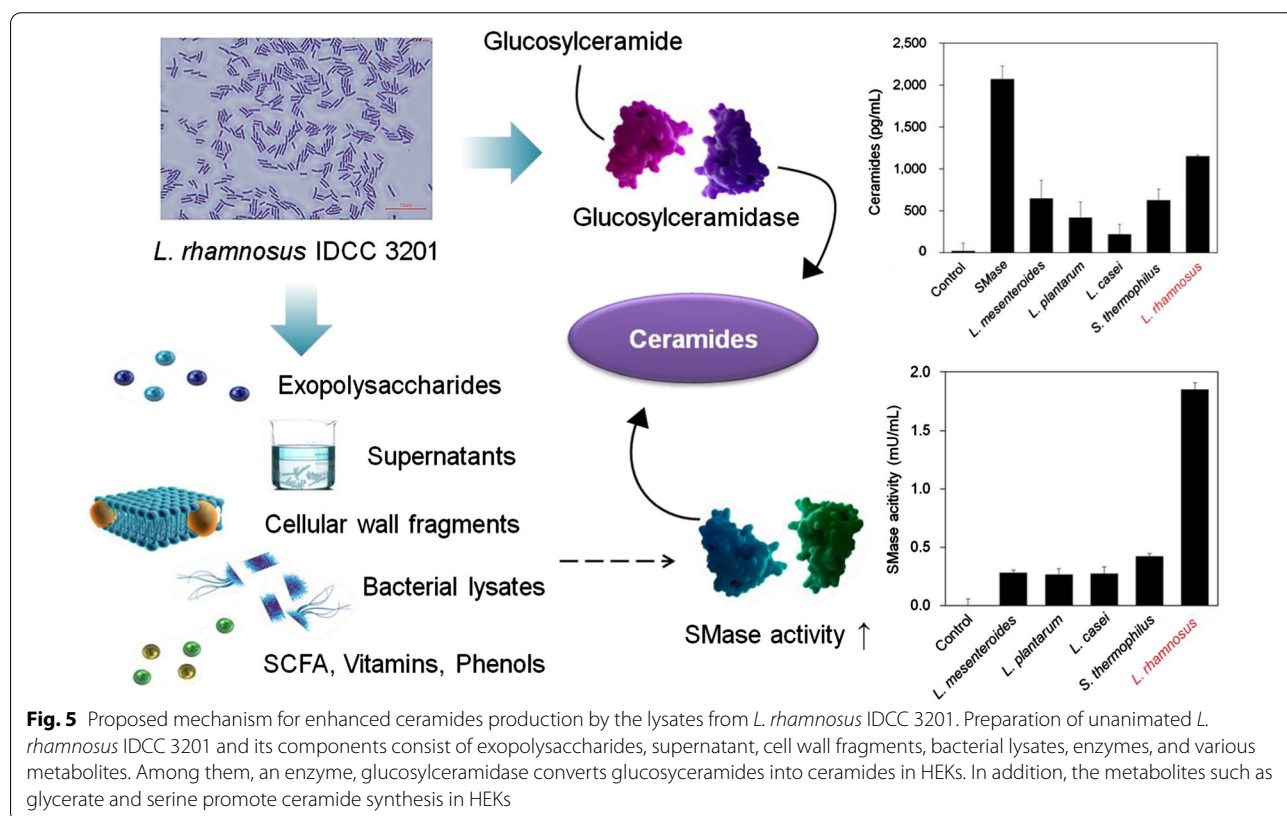 Glucosylceramide
Glucosylceramidase
L. rhamnosus IDCC 3201
Exopolysaccharides
Supernatants
Cellular wall fragments
Bacterial lysates
SCFA, Vitamins, Phenols
Ceramides
SMase activity ↑
Ceramides (pg/mL)
2,500
2,000
1,500
1,000
500
0
Control
SMase
L. mesenteroides
L. plantarum
L. casei
S. thermophilus
L. rhamnosus
SMase acitivity (mU/mL)
2.0
1.5
1.0
0.5
0.0
Control
L. mesenteroides
L. plantarum
L. casei
S. thermophilus
L. rhamnosus
Fig. 5 Proposed mechanism for enhanced ceramides production by the lysates from L. rhamnosus IDCC 3201. Preparation of unanimated L.
rhamnosus IDCC 3201 and its components consist of exopolysaccharides, supernatant, cell wall fragments, bacterial lysates, enzymes, and various
metabolites. Among them, an enzyme, glucosylceramidase converts glucosyceramides into ceramides in HEKs. In addition, the metabolites such as
glycerate and serine promote ceramide synthesis in HEKs